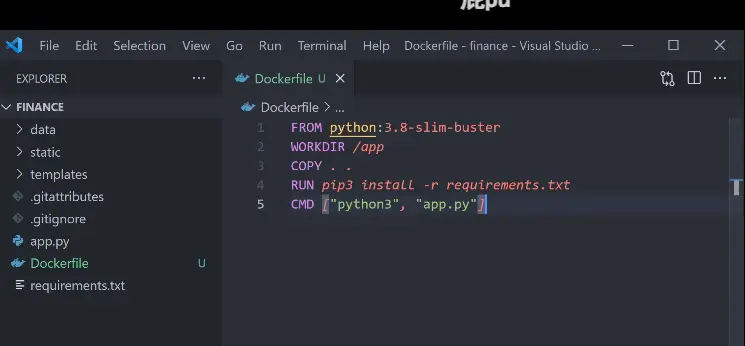 File Edit Selection View Go Run Terminal Help Dockerfile - finance - Visual Studio ...
EXPLORER ...
FINANCE
data
static
templates
.gitattributes
.gitignore
app.py
Dockerfile U
requirements.txt
Dockerfile U
Dockerfile > ...
1 FROM python:3.8-slim-buster
2 WORKDIR /app
3 COPY . .
4 RUN pip3 install -r requirements.txt
5 CMD ["python3", "app.py"]